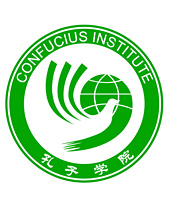 CONFUCIUS INSTITUTE
孔子学院